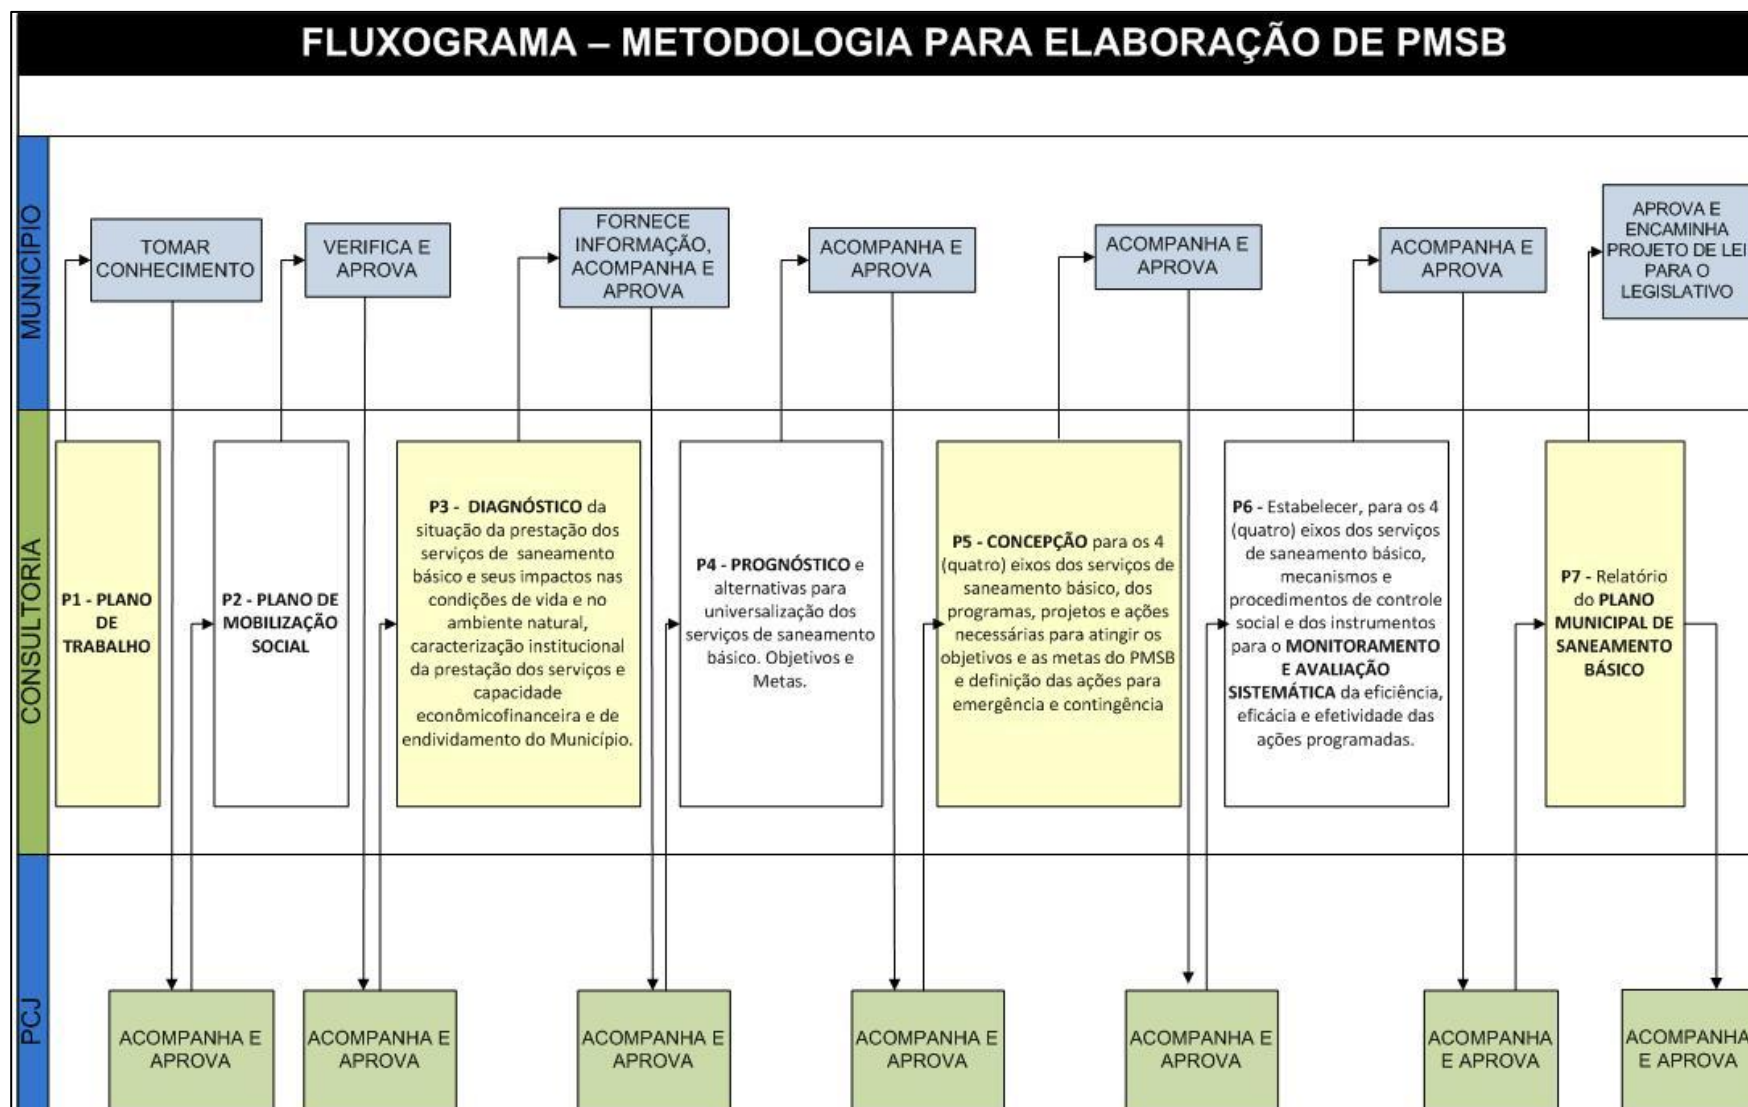 FLUXOGRAMA – METODOLOGIA PARA ELABORAÇÃO DE PMSB
MUNICIPIO
TOMAR
CONHECIMENTO
VERIFICA E
APROVA
FORNECE
INFORMAÇÃO,
ACOMPANHA E
APROVA
ACOMPANHA E
APROVA
ACOMPANHA E
APROVA
ACOMPANHA E
APROVA
APROVA E
ENCAMINHA
PROJETO DE LEI
PARA O
LEGISLATIVO
CONSULTORIA
P1 - PLANO
DE
TRABALHO
P2 - PLANO DE
MOBILIZAÇÃO
SOCIAL
P3 - DIAGNÓSTICO da
situação da prestação dos
serviços de saneamento
básico e seus impactos nas
condições de vida e no
ambiente natural,
caracterização institucional
da prestação dos serviços e
capacidade
econômicofinanceira e de
endividamento do Município.
P4 - PROGNÓSTICO e
alternativas para
universalização dos
serviços de saneamento
básico. Objetivos e
Metas.
P5 - CONCEPÇÃO para os 4
(quatro) eixos dos serviços de
saneamento básico, dos
programas, projetos e ações
necessárias para atingir os
objetivos e as metas do PMSB
e definição das ações para
emergência e contingência
P6 - Estabelecer, para os 4
(quatro) eixos dos serviços
de saneamento básico,
mecanismos e
procedimentos de controle
social e dos instrumentos
para o MONITORAMENTO
E AVALIAÇÃO
SISTEMÁTICA da eficiência,
eficácia e efetividade das
ações programadas.
P7 - Relatório
do PLANO
MUNICIPAL DE
SANEAMENTO
BÁSICO
PCJ
ACOMPANHA E
APROVA
ACOMPANHA E
APROVA
ACOMPANHA E
APROVA
ACOMPANHA E
APROVA
ACOMPANHA E
APROVA
ACOMPANHA
E APROVA
ACOMPANHA
E APROVA